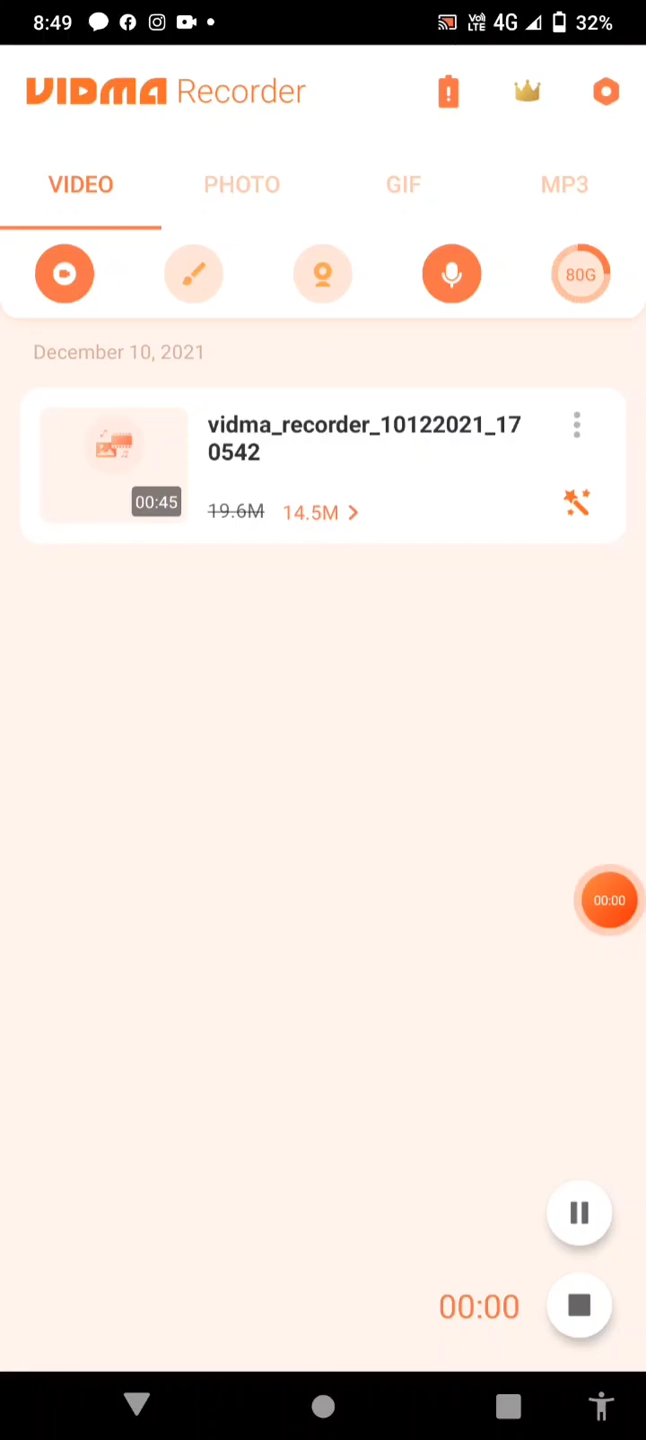 8:49 4G 32%
VoLTE
VIDMA Recorder
VIDEO PHOTO GIF MP3
80G
December 10, 2021
vidma_recorder_10122021_17
0542
00:45
19.6M 14.5M
00:00
00:00